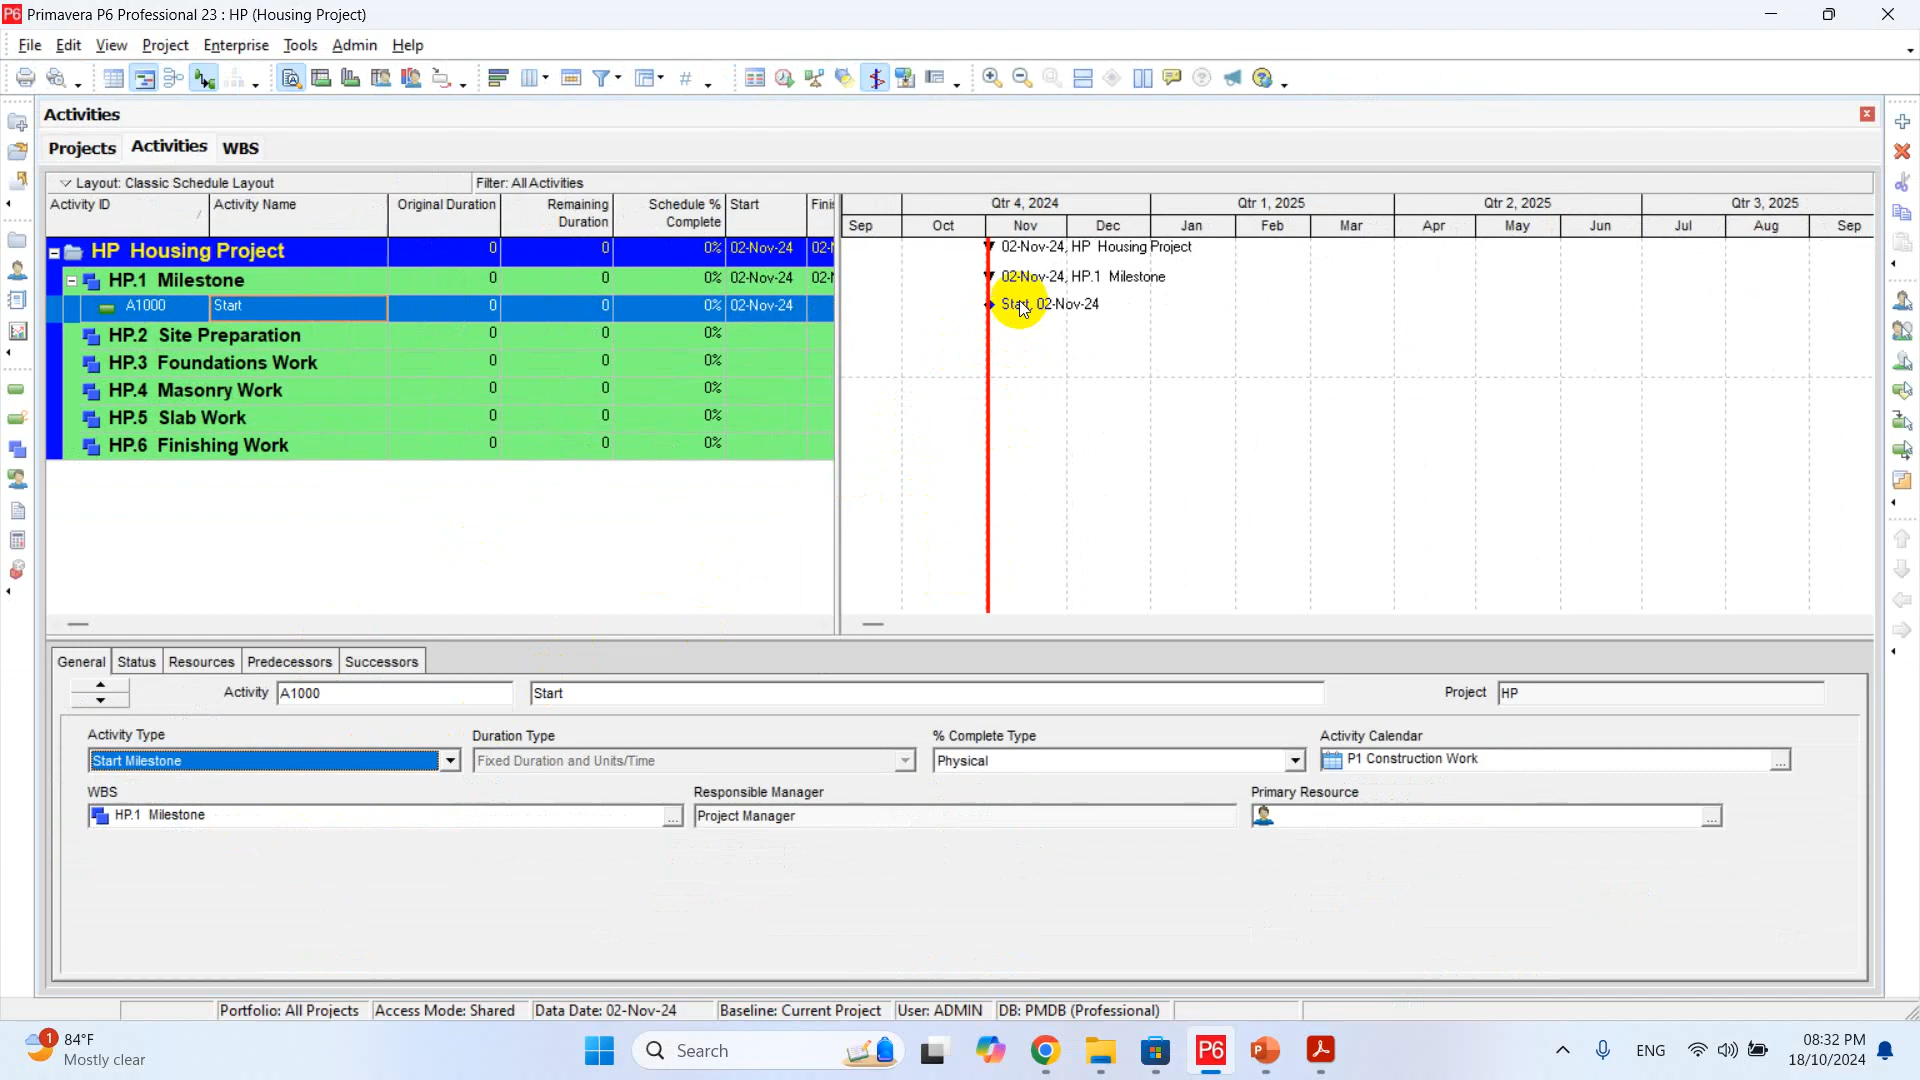 P6 Primavera P6 Professional 23 : HP (Housing Project)
File Edit View Project Enterprise Tools Admin Help
Activities
Projects Activities WBS
Layout: Classic Schedule Layout Filter: All Activities
Activity ID Activity Name Original Duration Remaining Duration Schedule % Complete Start
Qtr 4, 2024 Qtr 1, 2025 Qtr 2, 2025 Qtr 3, 2025
Sep Oct Nov Dec Jan Feb Mar Apr May Jun Jul Aug Sep
HP Housing Project 0 0 0% 02-Nov-24 02-N
02-Nov-24, HP Housing Project
HP.1 Milestone 0 0 0% 02-Nov-24 02-N
02-Nov-24, HP.1 Milestone
A1000 Start 0 0 0% 02-Nov-24
Start, 02-Nov-24
HP.2 Site Preparation 0 0 0%
HP.3 Foundations Work 0 0 0%
HP.4 Masonry Work 0 0 0%
HP.5 Slab Work 0 0 0%
HP.6 Finishing Work 0 0 0%
General Status Resources Predecessors Successors
Activity A1000 Start Project HP
Activity Type Duration Type % Complete Type Activity Calendar
Start Milestone Fixed Duration and Units/Time Physical P1 Construction Work
WBS Responsible Manager Primary Resource
HP.1 Milestone Project Manager
Portfolio: All Projects Access Mode: Shared Data Date: 02-Nov-24 Baseline: Current Project User: ADMIN DB: PMDB (Professional)
1 84°F
Mostly clear
Search
P6
ENG
08:32 PM
18/10/2024